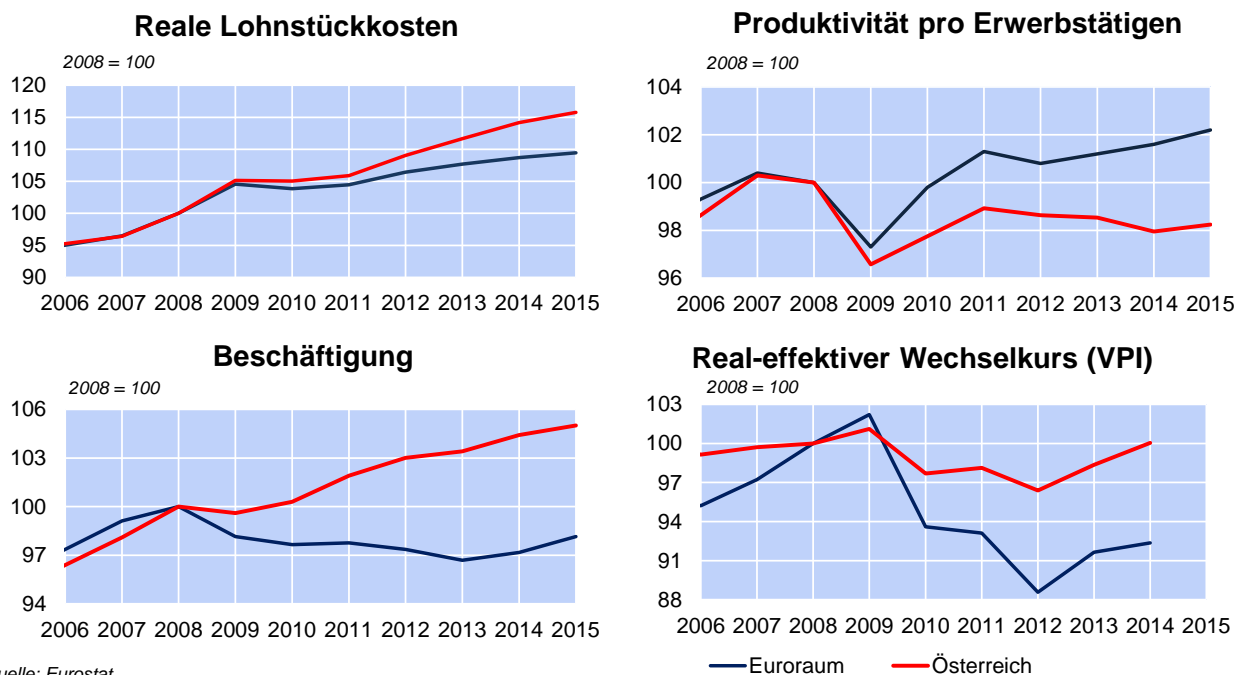 Reale Lohnstückkosten
2008 = 100
120
115
110
105
100
95
90
2006 2007 2008 2009 2010 2011 2012 2013 2014 2015
Produktivität pro Erwerbstätigen
2008 = 100
104
102
100
98
96
2006 2007 2008 2009 2010 2011 2012 2013 2014 2015
Beschäftigung
2008 = 100
106
103
100
97
94
2006 2007 2008 2009 2010 2011 2012 2013 2014 2015
Real-effektiver Wechselkurs (VPI)
2008 = 100
103
100
97
94
91
88
2006 2007 2008 2009 2010 2011 2012 2013 2014 2015
Euroraum Österreich
uelle: Eurostat